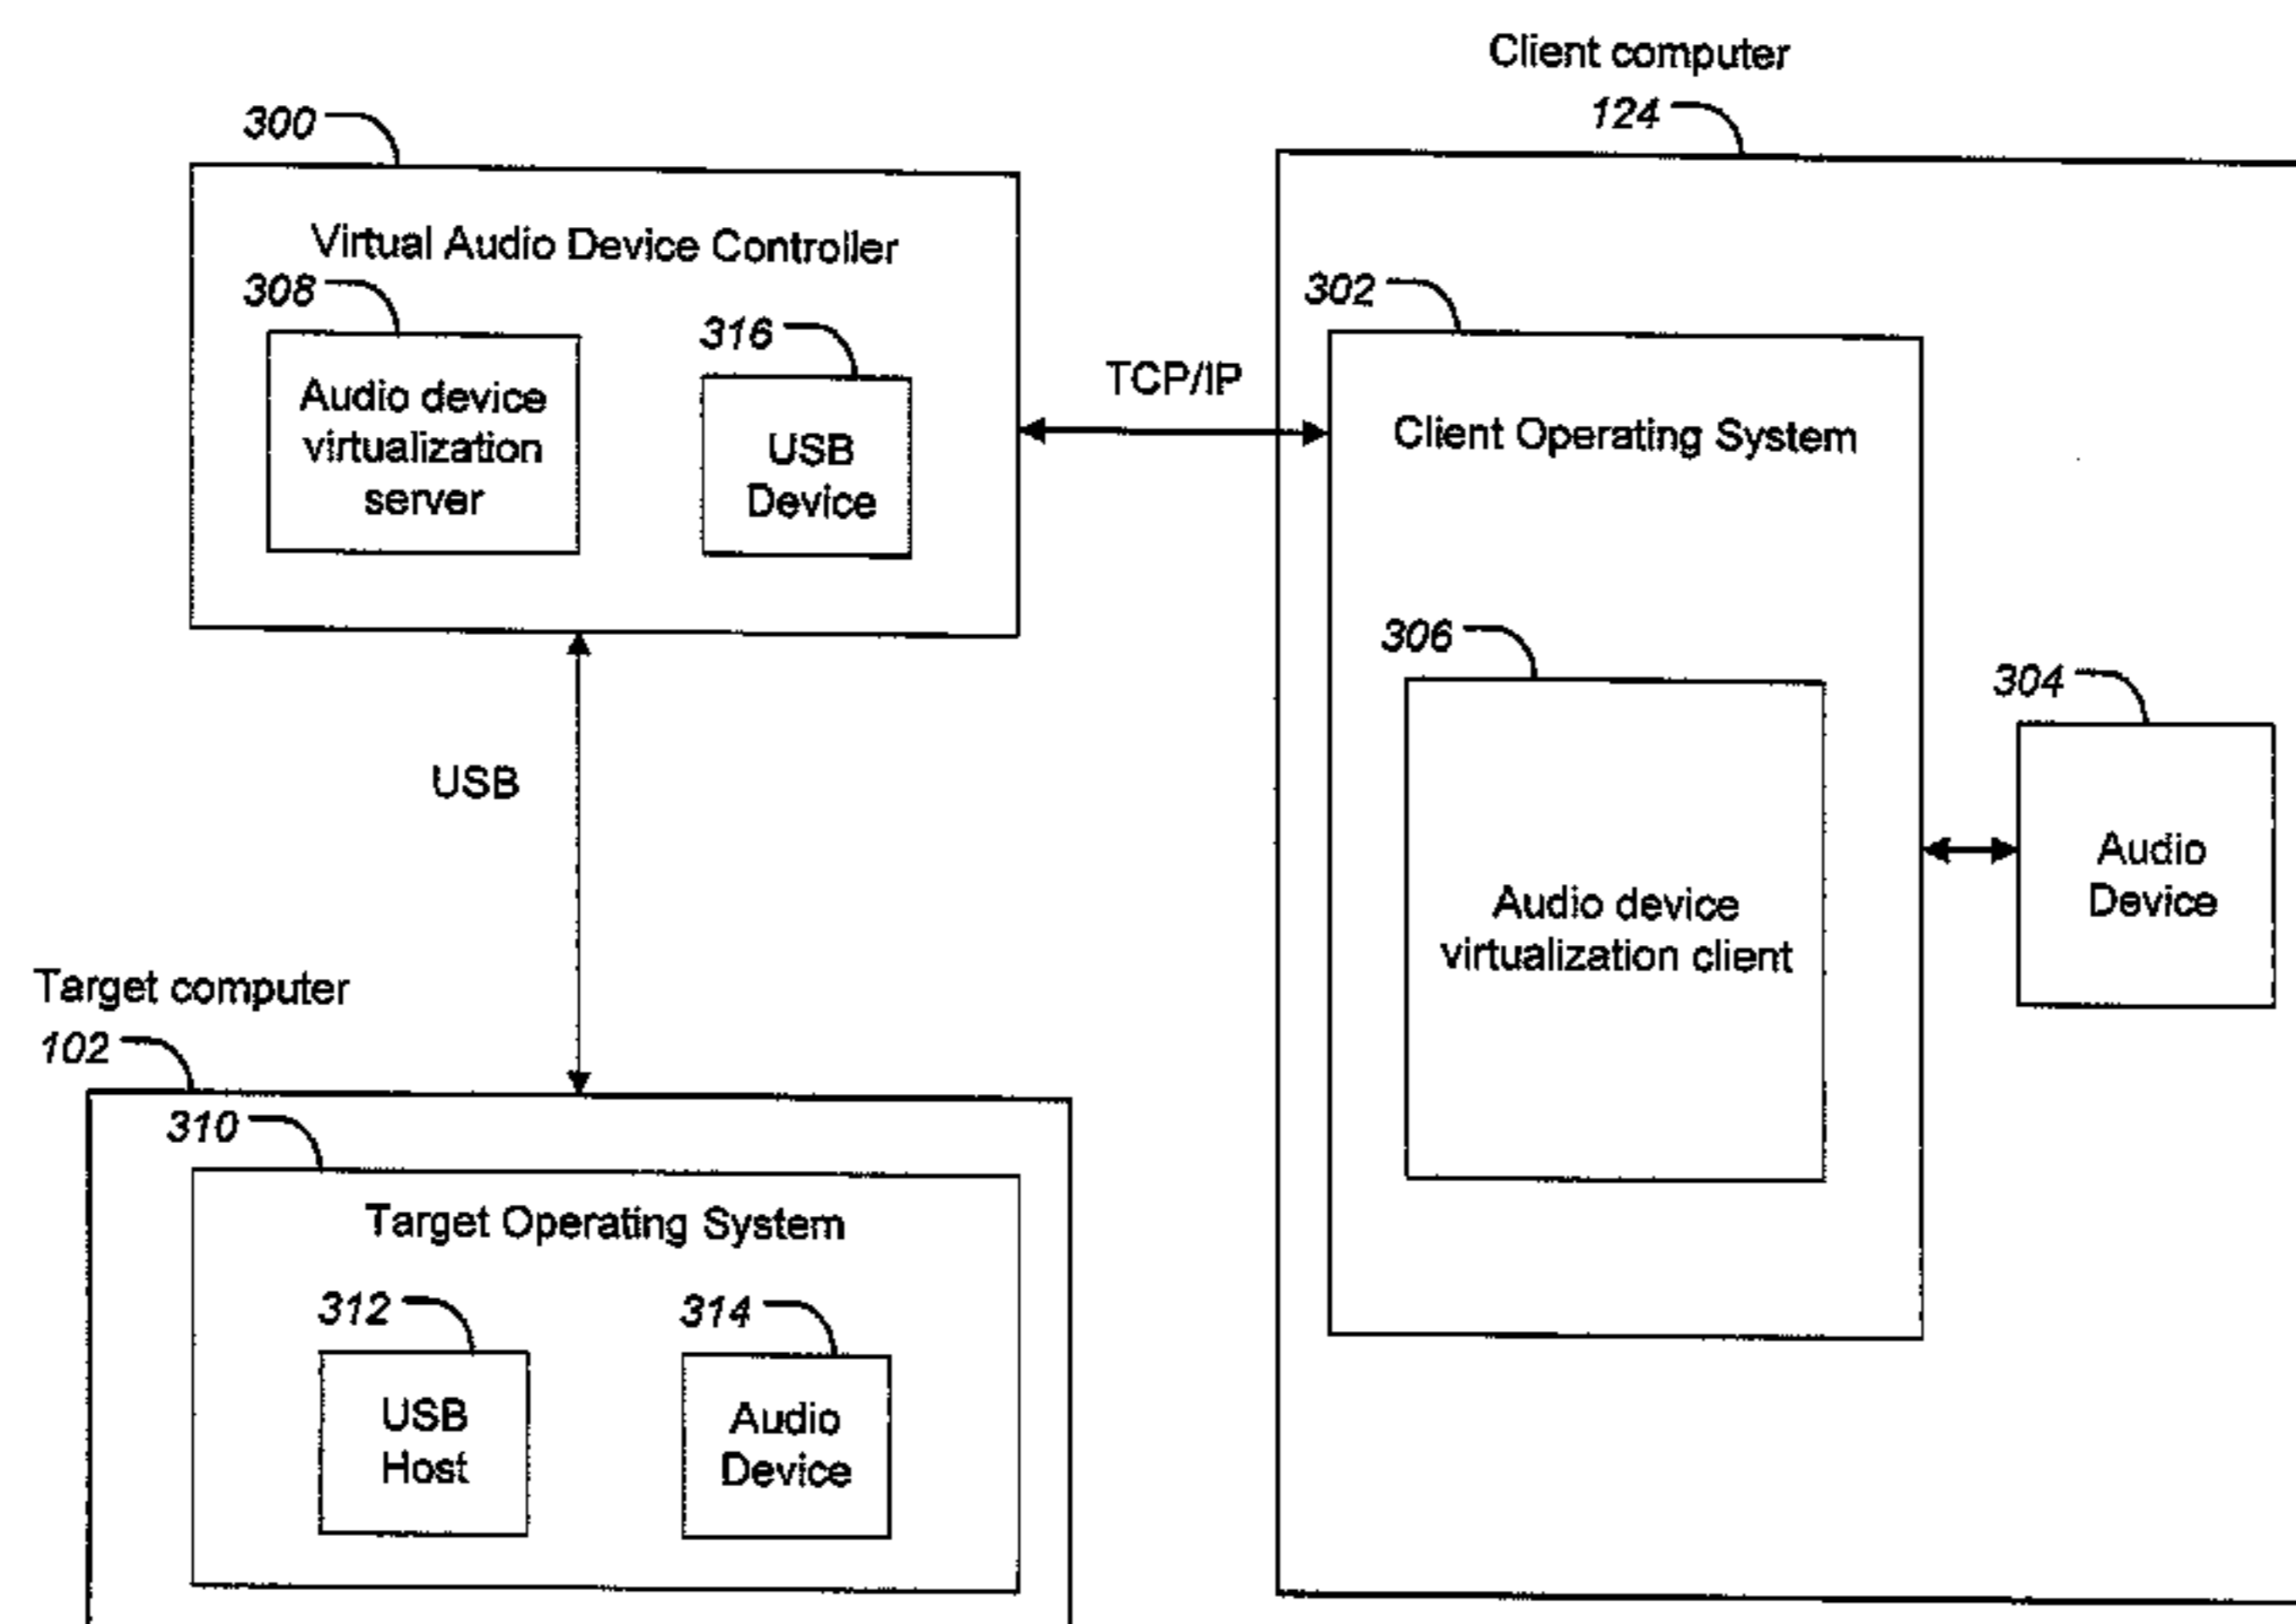 Client computer
124
300
Virtual Audio Device Controller
308
316
302
Audio device
virtualization
server
USB
Device
TCP/IP
Client Operating System
306
304
USB
Audio
Device
Audio device
virtualization client
Target computer
102
310
Target Operating System
312
314
USB
Host
Audio
Device